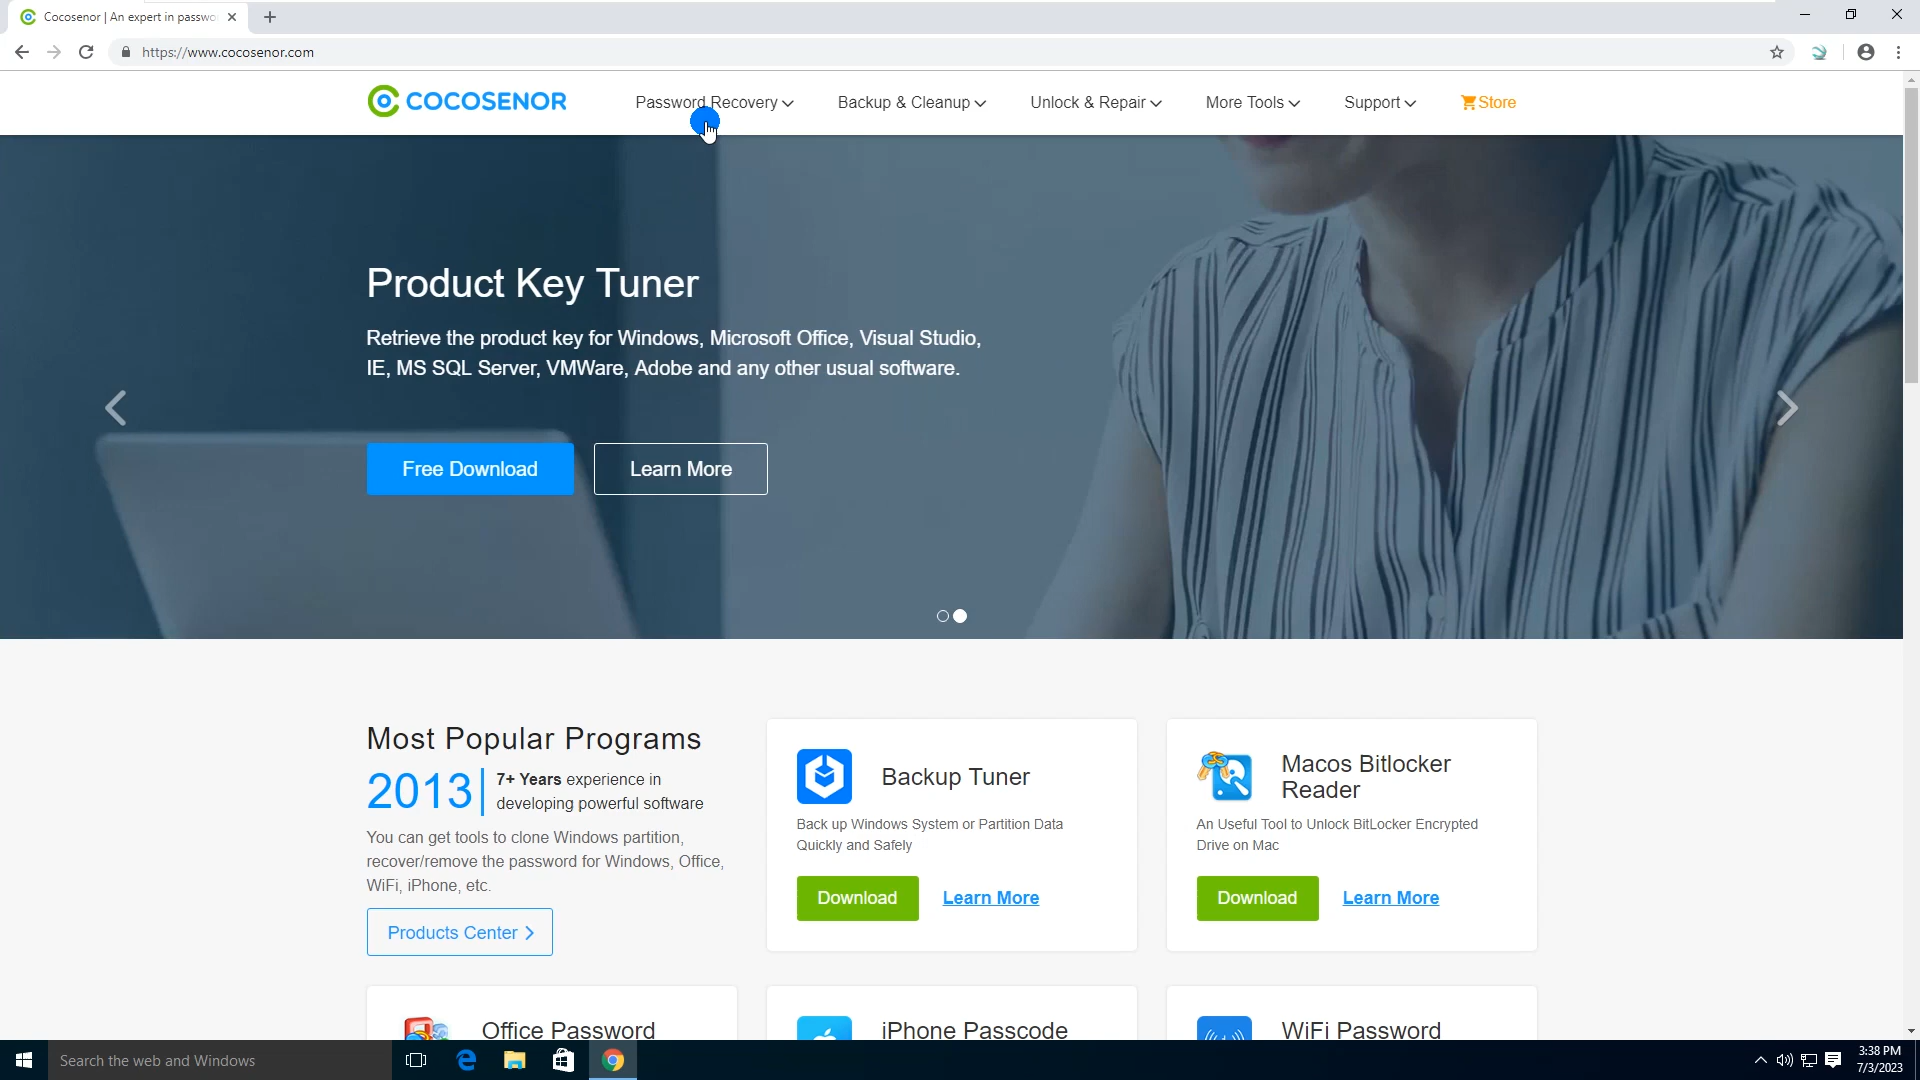 Cocosenor | An expert in passwo
https://www.cocosenor.com
COCOSENOR
Password Recovery
Backup & Cleanup
Unlock & Repair
More Tools
Support
Store
Product Key Tuner
Retrieve the product key for Windows, Microsoft Office, Visual Studio,
IE, MS SQL Server, VMWare, Adobe and any other usual software.
Free Download
Learn More
Most Popular Programs
2013
7+ Years experience in
developing powerful software
You can get tools to clone Windows partition,
recover/remove the password for Windows, Office,
WiFi, iPhone, etc.
Products Center
Backup Tuner
Back up Windows System or Partition Data
Quickly and Safely
Download
Learn More
Macos Bitlocker
Reader
An Useful Tool to Unlock BitLocker Encrypted
Drive on Mac
Download
Learn More
Office Password
iPhone Passcode
WiFi Password
Search the web and Windows
3:38 PM
7/3/2023